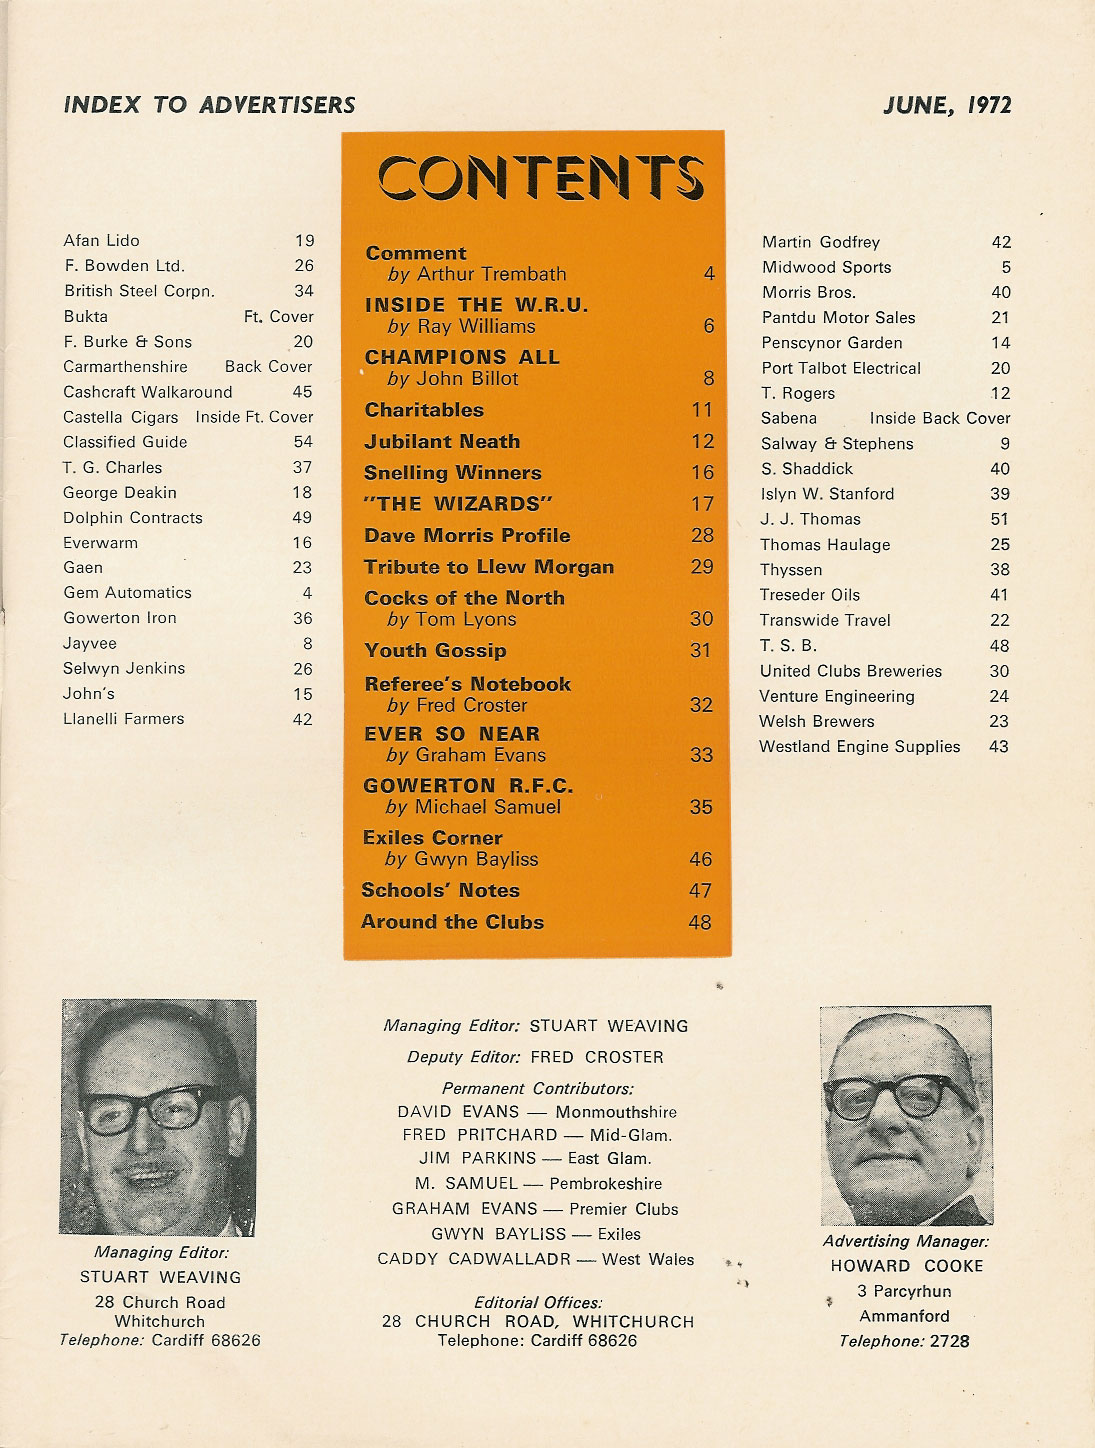 INDEX TO ADVERTISERS
JUNE, 1972
Afan Lido 19
F. Bowden Ltd. 26
British Steel Corpn. 34
Bukta Ft. Cover
F. Burke & Sons 20
Carmarthenshire Back Cover
Cashcraft Walkaround 45
Castella Cigars Inside Ft. Cover
Classified Guide 54
T. G. Charles 37
George Deakin 18
Dolphin Contracts 49
Everwarm 16
Gaen 23
Gem Automatics 4
Gowerton Iron 36
Jayvee 8
Selwyn Jenkins 26
John's 15
Llanelli Farmers 42
CONTENTS
Comment
by Arthur Trembath 4
INSIDE THE W.R.U.
by Ray Williams 6
CHAMPIONS ALL
by John Billot 8
Charitables 11
Jubilant Neath 12
Snelling Winners 16
"THE WIZARDS" 17
Dave Morris Profile 28
Tribute to Llew Morgan 29
Cocks of the North
by Tom Lyons 30
Youth Gossip 31
Referee's Notebook
by Fred Croster 32
EVER SO NEAR
by Graham Evans 33
GOWERTON R.F.C.
by Michael Samuel 35
Exiles Corner
by Gwyn Bayliss 46
Schools' Notes 47
Around the Clubs 48
Martin Godfrey 42
Midwood Sports 5
Morris Bros. 40
Pantdu Motor Sales 21
Penscynor Garden 14
Port Talbot Electrical 20
T. Rogers 12
Sabena Inside Back Cover
Salway & Stephens 9
S. Shaddick 40
Islyn W. Stanford 39
J. J. Thomas 51
Thomas Haulage 25
Thyssen 38
Treseder Oils 41
Transwide Travel 22
T. S. B. 48
United Clubs Breweries 30
Venture Engineering 24
Welsh Brewers 23
Westland Engine Supplies 43
Managing Editor:
STUART WEAVING
28 Church Road
Whitchurch
Telephone: Cardiff 68626
Managing Editor: STUART WEAVING
Deputy Editor: FRED CROSTER
Permanent Contributors:
DAVID EVANS — Monmouthshire
FRED PRITCHARD — Mid-Glam.
JIM PARKINS — East Glam.
M. SAMUEL — Pembrokeshire
GRAHAM EVANS — Premier Clubs
GWYN BAYLISS — Exiles
CADDY CADWALLADR — West Wales
Editorial Offices:
28 CHURCH ROAD, WHITCHURCH
Telephone: Cardiff 68626
Advertising Manager:
HOWARD COOKE
3 Parcyrhun
Ammanford
Telephone: 2728